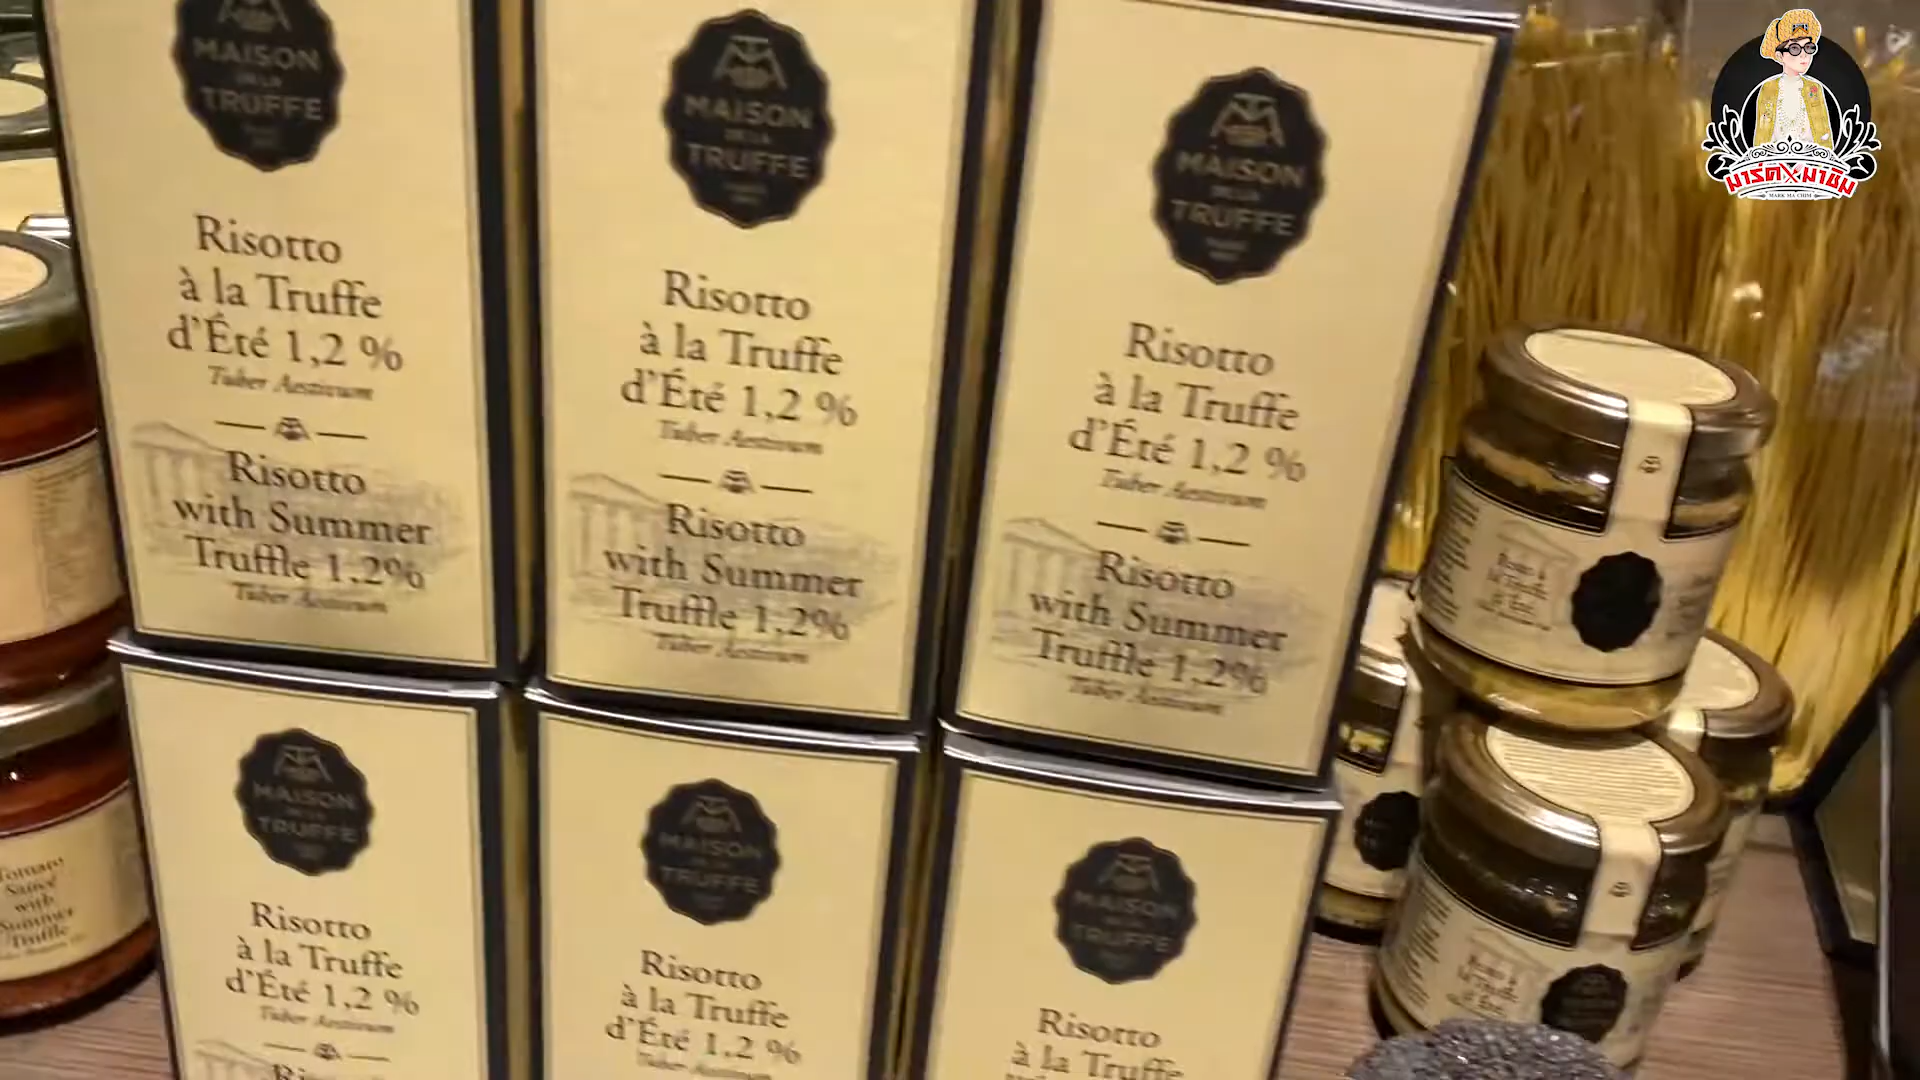 MAISON
DE LA
TRUFFE
Risotto
à la Truffe
d'Été 1,2 %
Tuber Aestivum
Risotto
with Summer
Truffle 1,2%
Tuber Aestivum
MAISON
DE LA
TRUFFE
Risotto
à la Truffe
d'Été 1,2 %
Tuber Aestivum
Risotto
with Summer
Truffle 1,2%
Tuber Aestivum
MAISON
DE LA
TRUFFE
Risotto
à la Truffe
d'Été 1,2 %
Tuber Aestivum
Risotto
with Summer
Truffle 1,2%
Tuber Aestivum
มาร์ค มาชิม
MARK MA CHIM
MAISON
DE LA
TRUFFE
Risotto
à la Truffe
d'Été 1,2 %
Tuber Aestivum
MAISON
DE LA
TRUFFE
Risotto
à la Truffe
d'Été 1,2 %
Tuber Aestivum
MAISON
DE LA
TRUFFE
Risotto
à la Truffe
Tomato
Sauce
with
Summer
Truffle